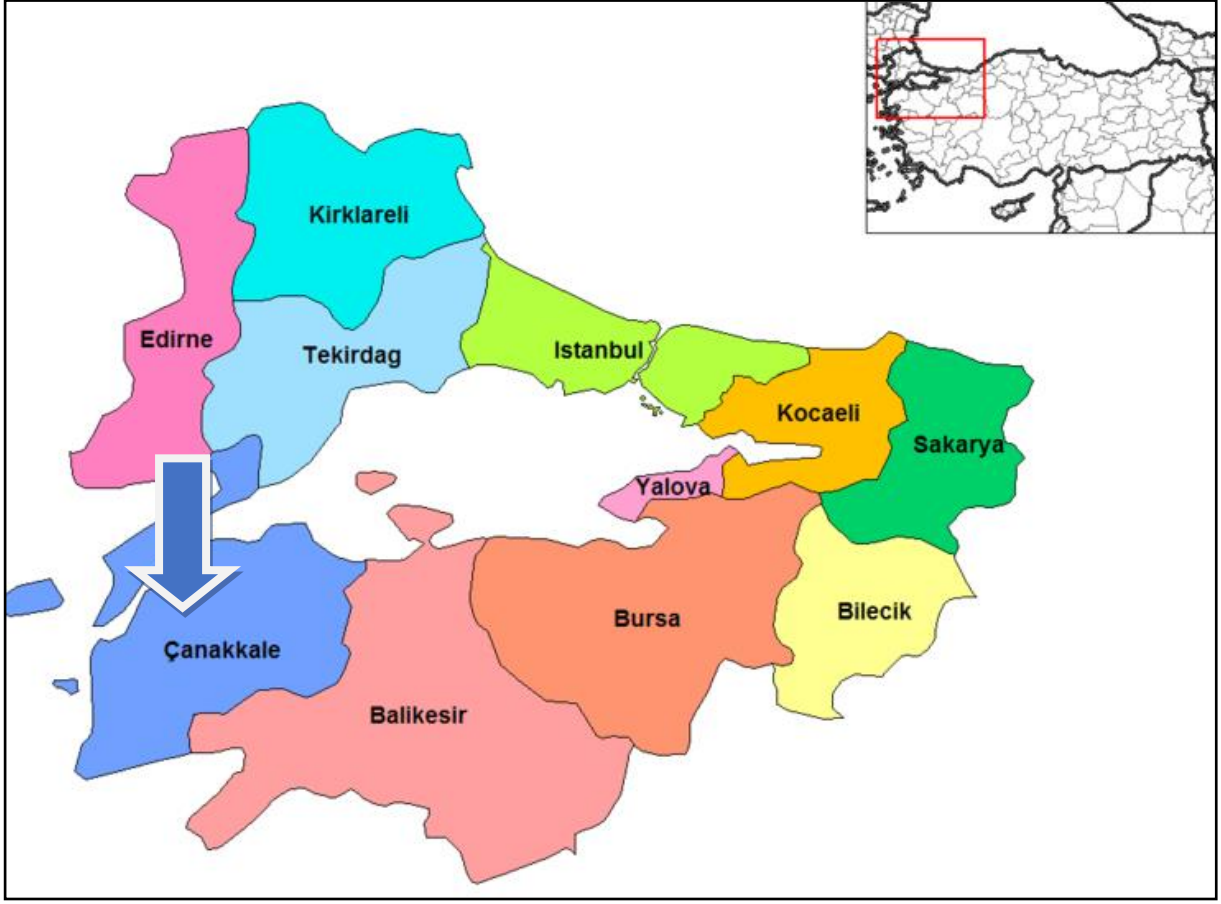 Kirklareli
Edirne
Tekirdag
Istanbul
Kocaeli
Sakarya
Yalova
Çanakkale
Bursa
Bilecik
Balikesir